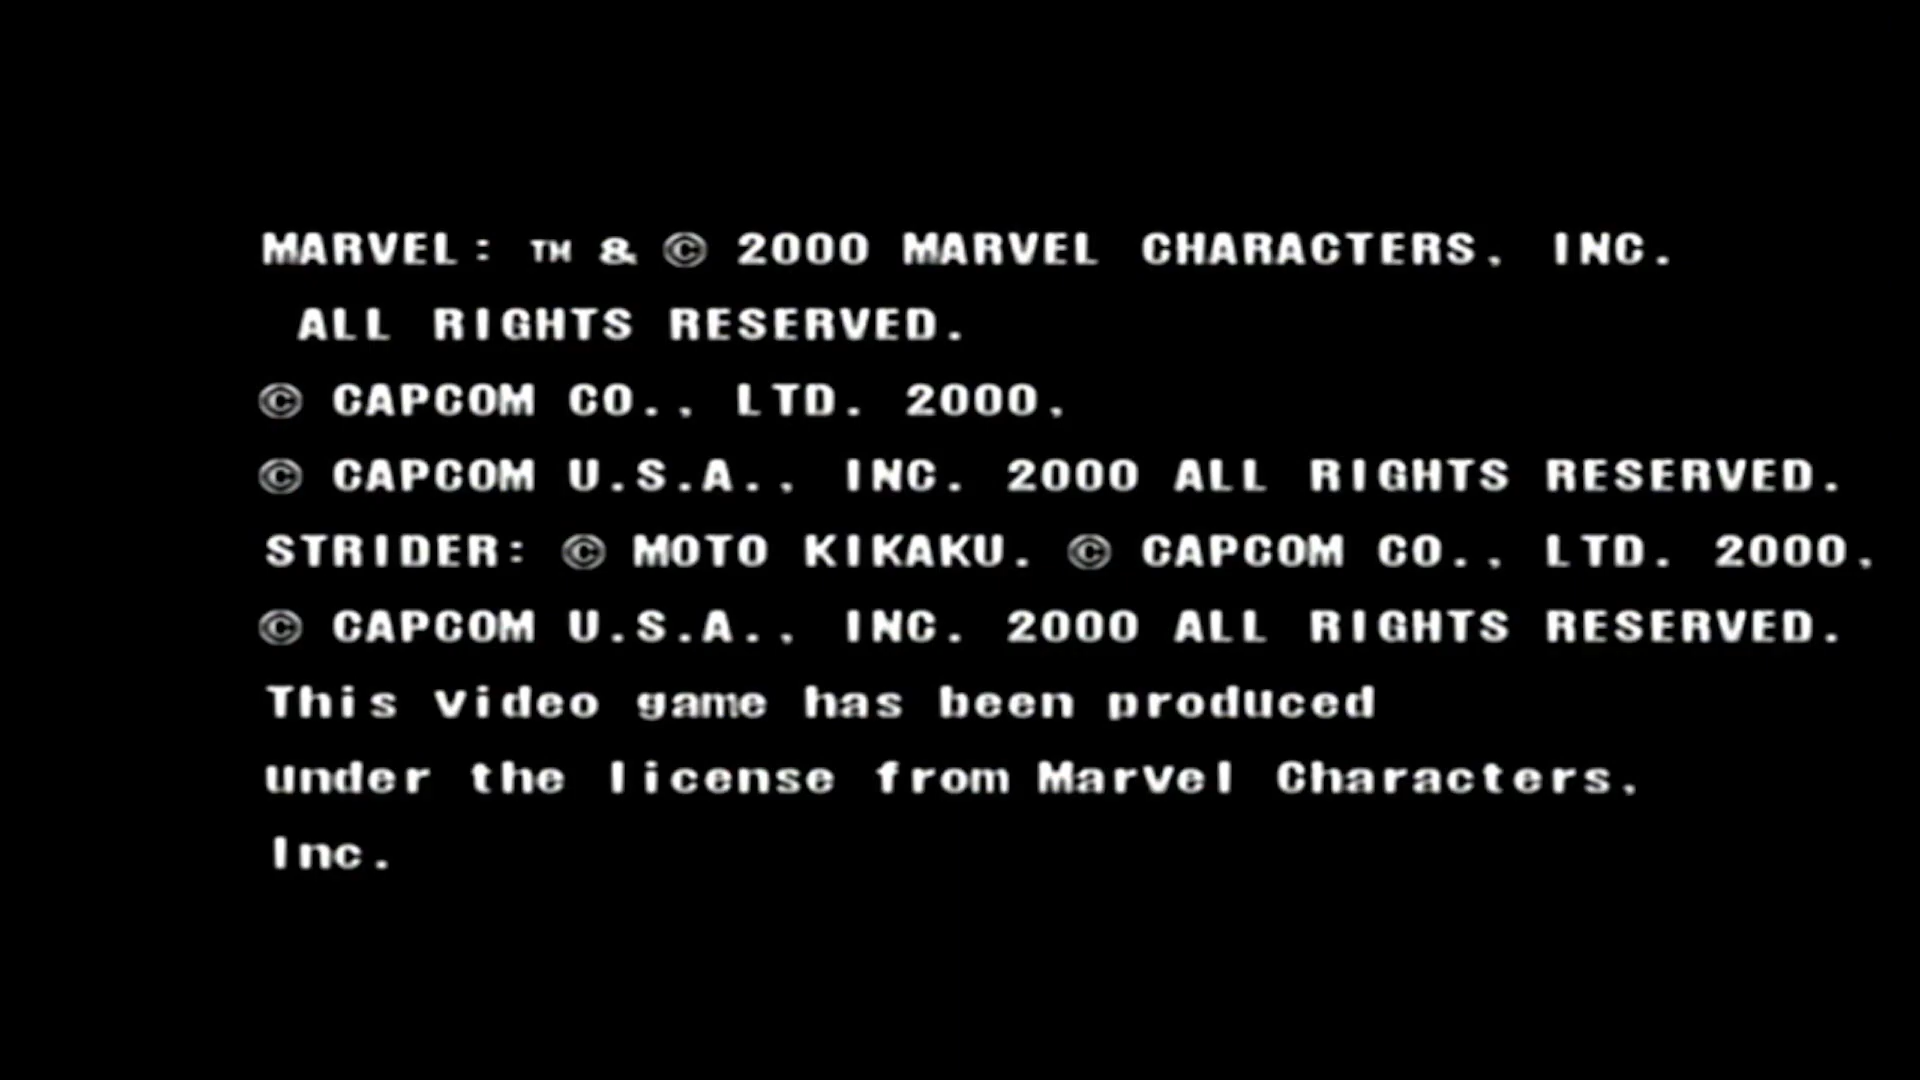 MARVEL: ™ & © 2000 MARVEL CHARACTERS, INC.
ALL RIGHTS RESERVED.
© CAPCOM CO., LTD. 2000,
© CAPCOM U.S.A., INC. 2000 ALL RIGHTS RESERVED.
STRIDER: © MOTO KIKAKU. © CAPCOM CO., LTD. 2000,
© CAPCOM U.S.A., INC. 2000 ALL RIGHTS RESERVED.
This video game has been produced
under the license from Marvel Characters,
Inc.